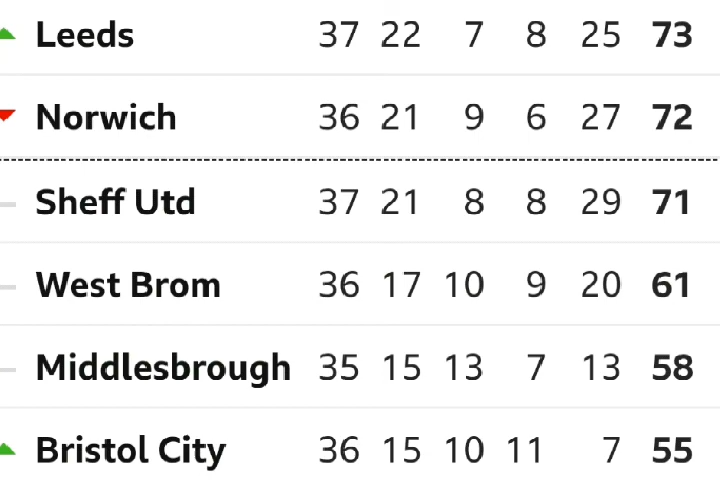 Leeds 37 22 7 8 25 73
Norwich 36 21 9 6 27 72
Sheff Utd 37 21 8 8 29 71
West Brom 36 17 10 9 20 61
Middlesbrough 35 15 13 7 13 58
Bristol City 36 15 10 11 7 55